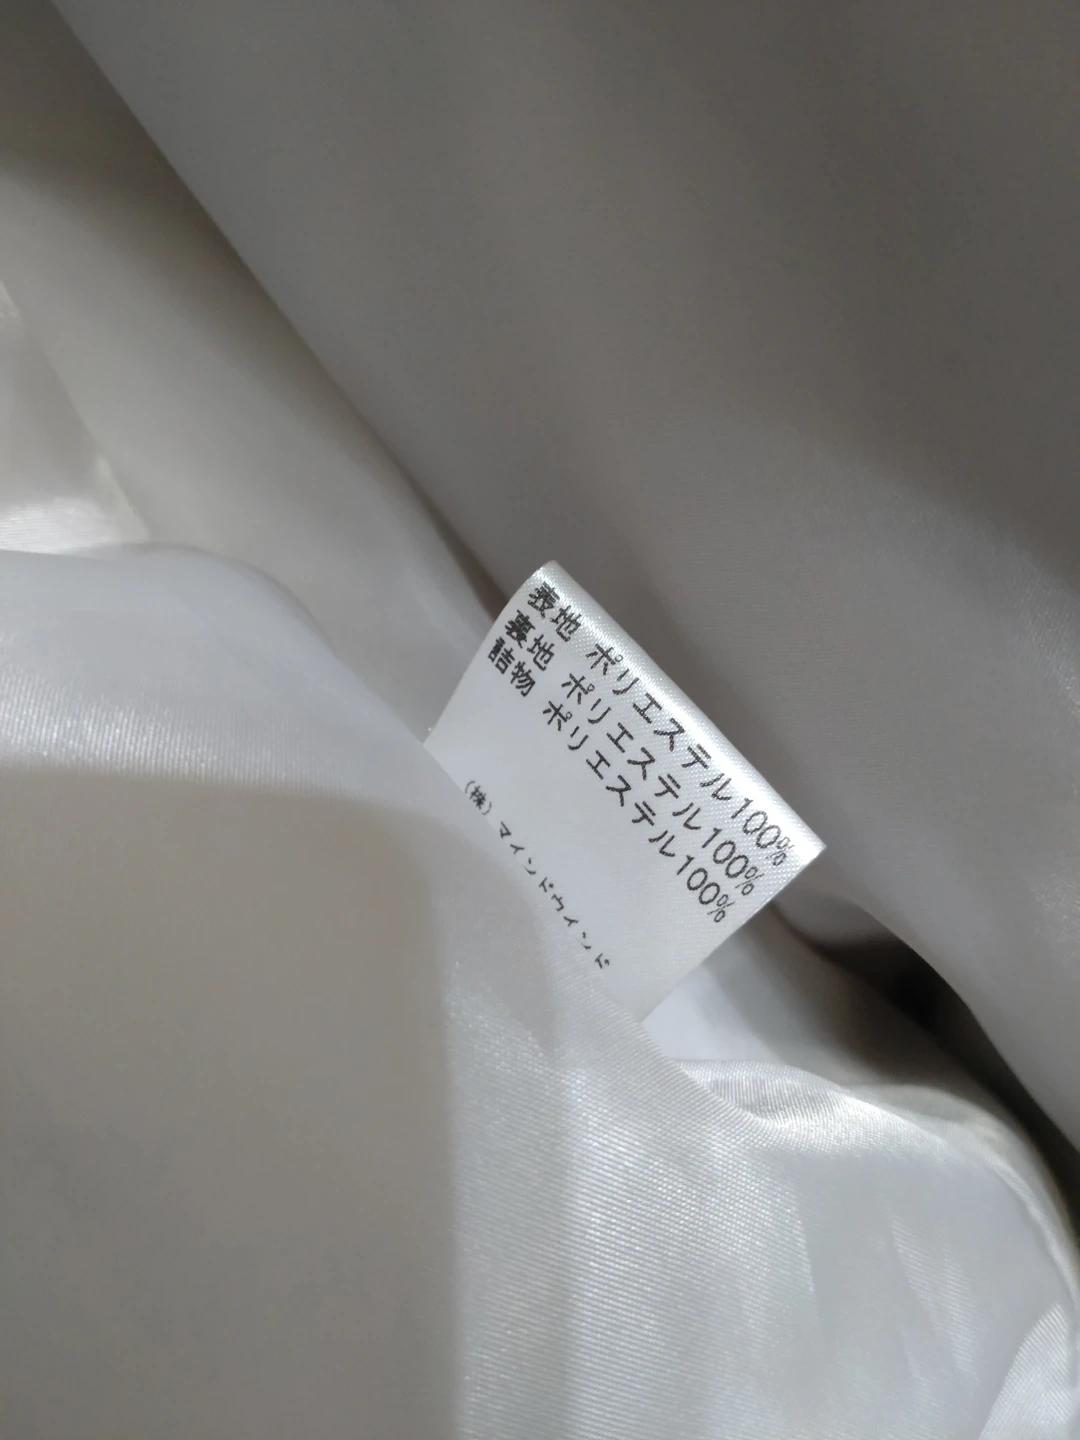 表地 ポリエステル100%
裏地 ポリエステル100%
詰物 ポリエステル100%
(株)マインドウインド